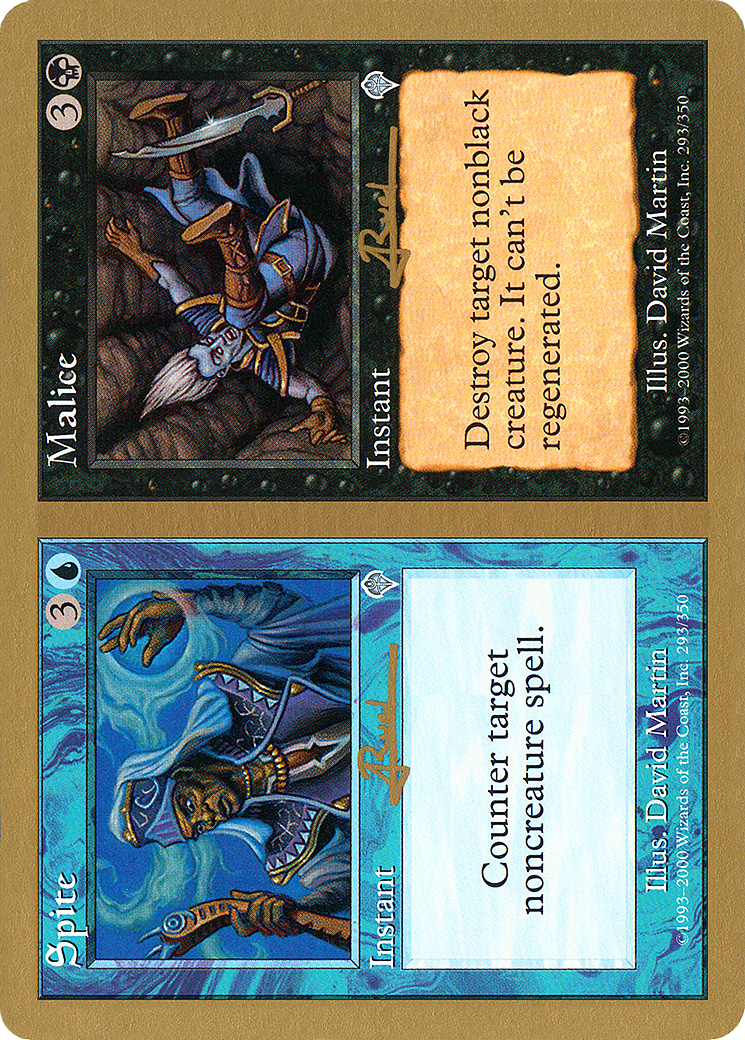 Spite 3
Instant
Counter target
noncreature spell.
Illus. David Martin
©1993–2000 Wizards of the Coast, Inc. 293/350
Malice 3
Instant
Destroy target nonblack
creature. It can't be
regenerated.
Illus. David Martin
©1993–2000 Wizards of the Coast, Inc. 293/350